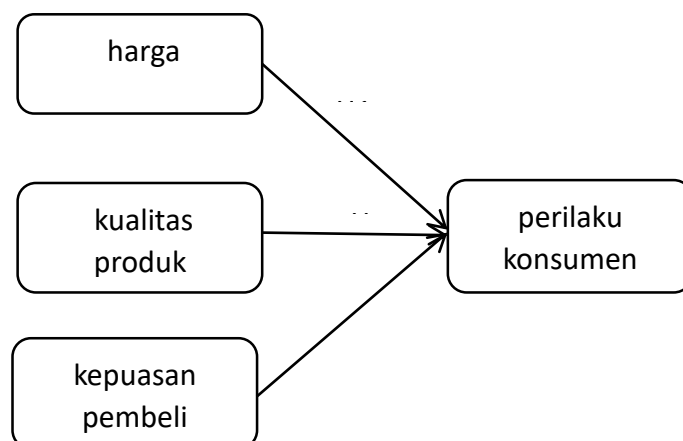 harga
kualitas
produk
perilaku
konsumen
kepuasan
pembeli